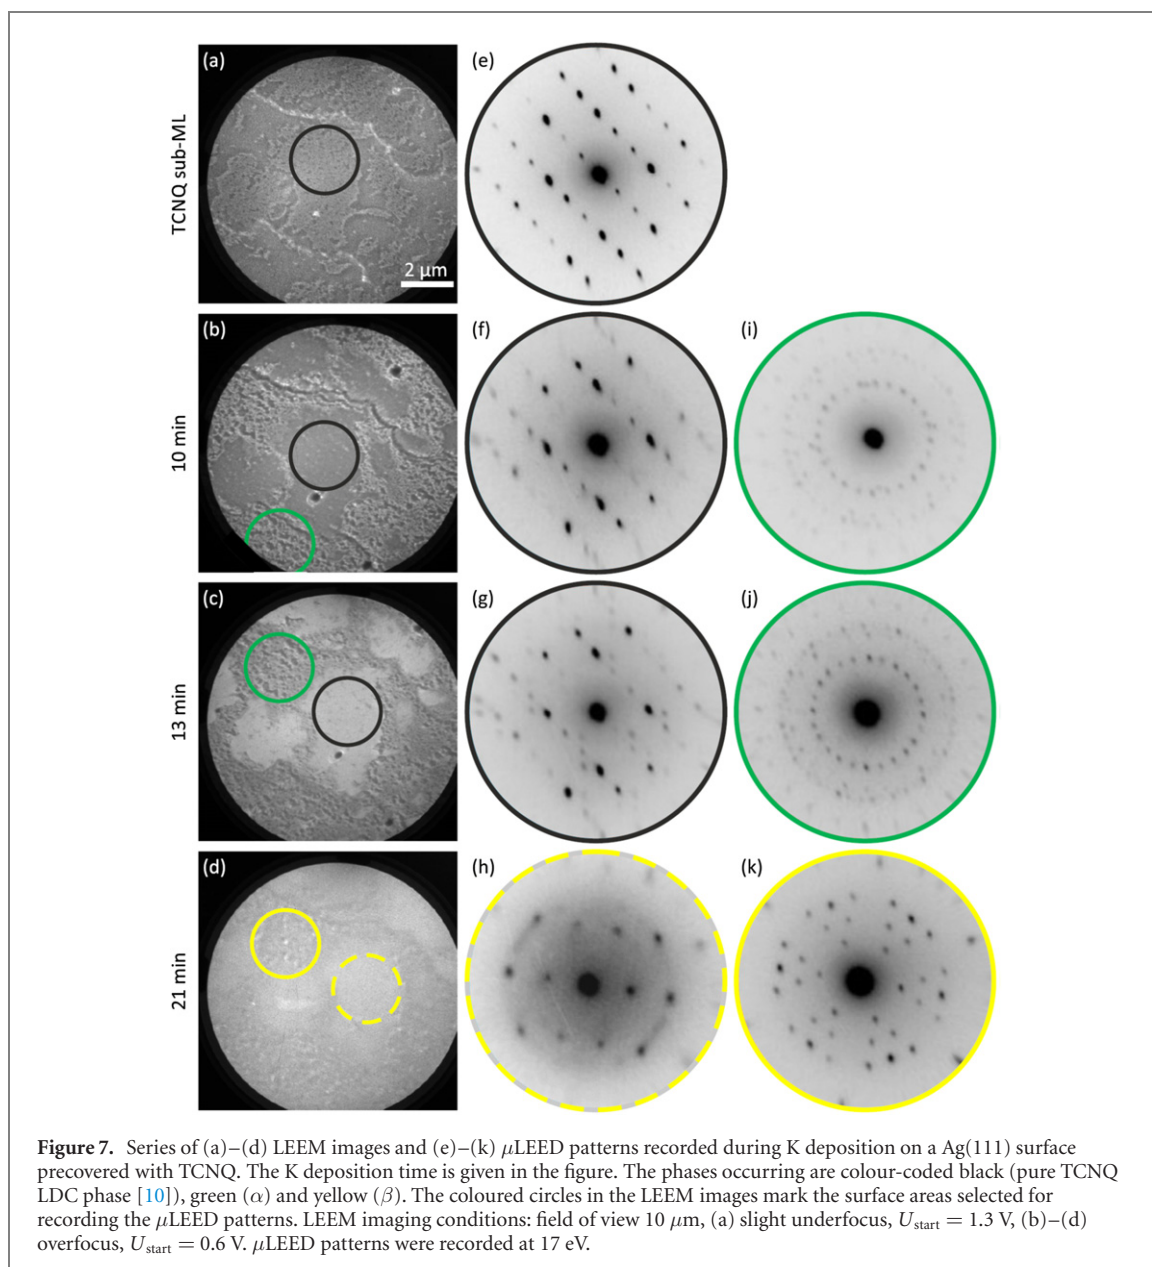 (a)
(e)
TCNQ sub-ML
2 μm
(b)
(f)
(i)
10 min
(c)
(g)
(j)
13 min
(d)
(h)
(k)
21 min
Figure 7. Series of (a)–(d) LEEM images and (e)–(k) μLEED patterns recorded during K deposition on a Ag(111) surface
precovered with TCNQ. The K deposition time is given in the figure. The phases occurring are colour-coded black (pure TCNQ
LDC phase [10]), green (α) and yellow (β). The coloured circles in the LEEM images mark the surface areas selected for
recording the μLEED patterns. LEEM imaging conditions: field of view 10 μm, (a) slight underfocus, Ustart = 1.3 V, (b)–(d)
overfocus, Ustart = 0.6 V. μLEED patterns were recorded at 17 eV.